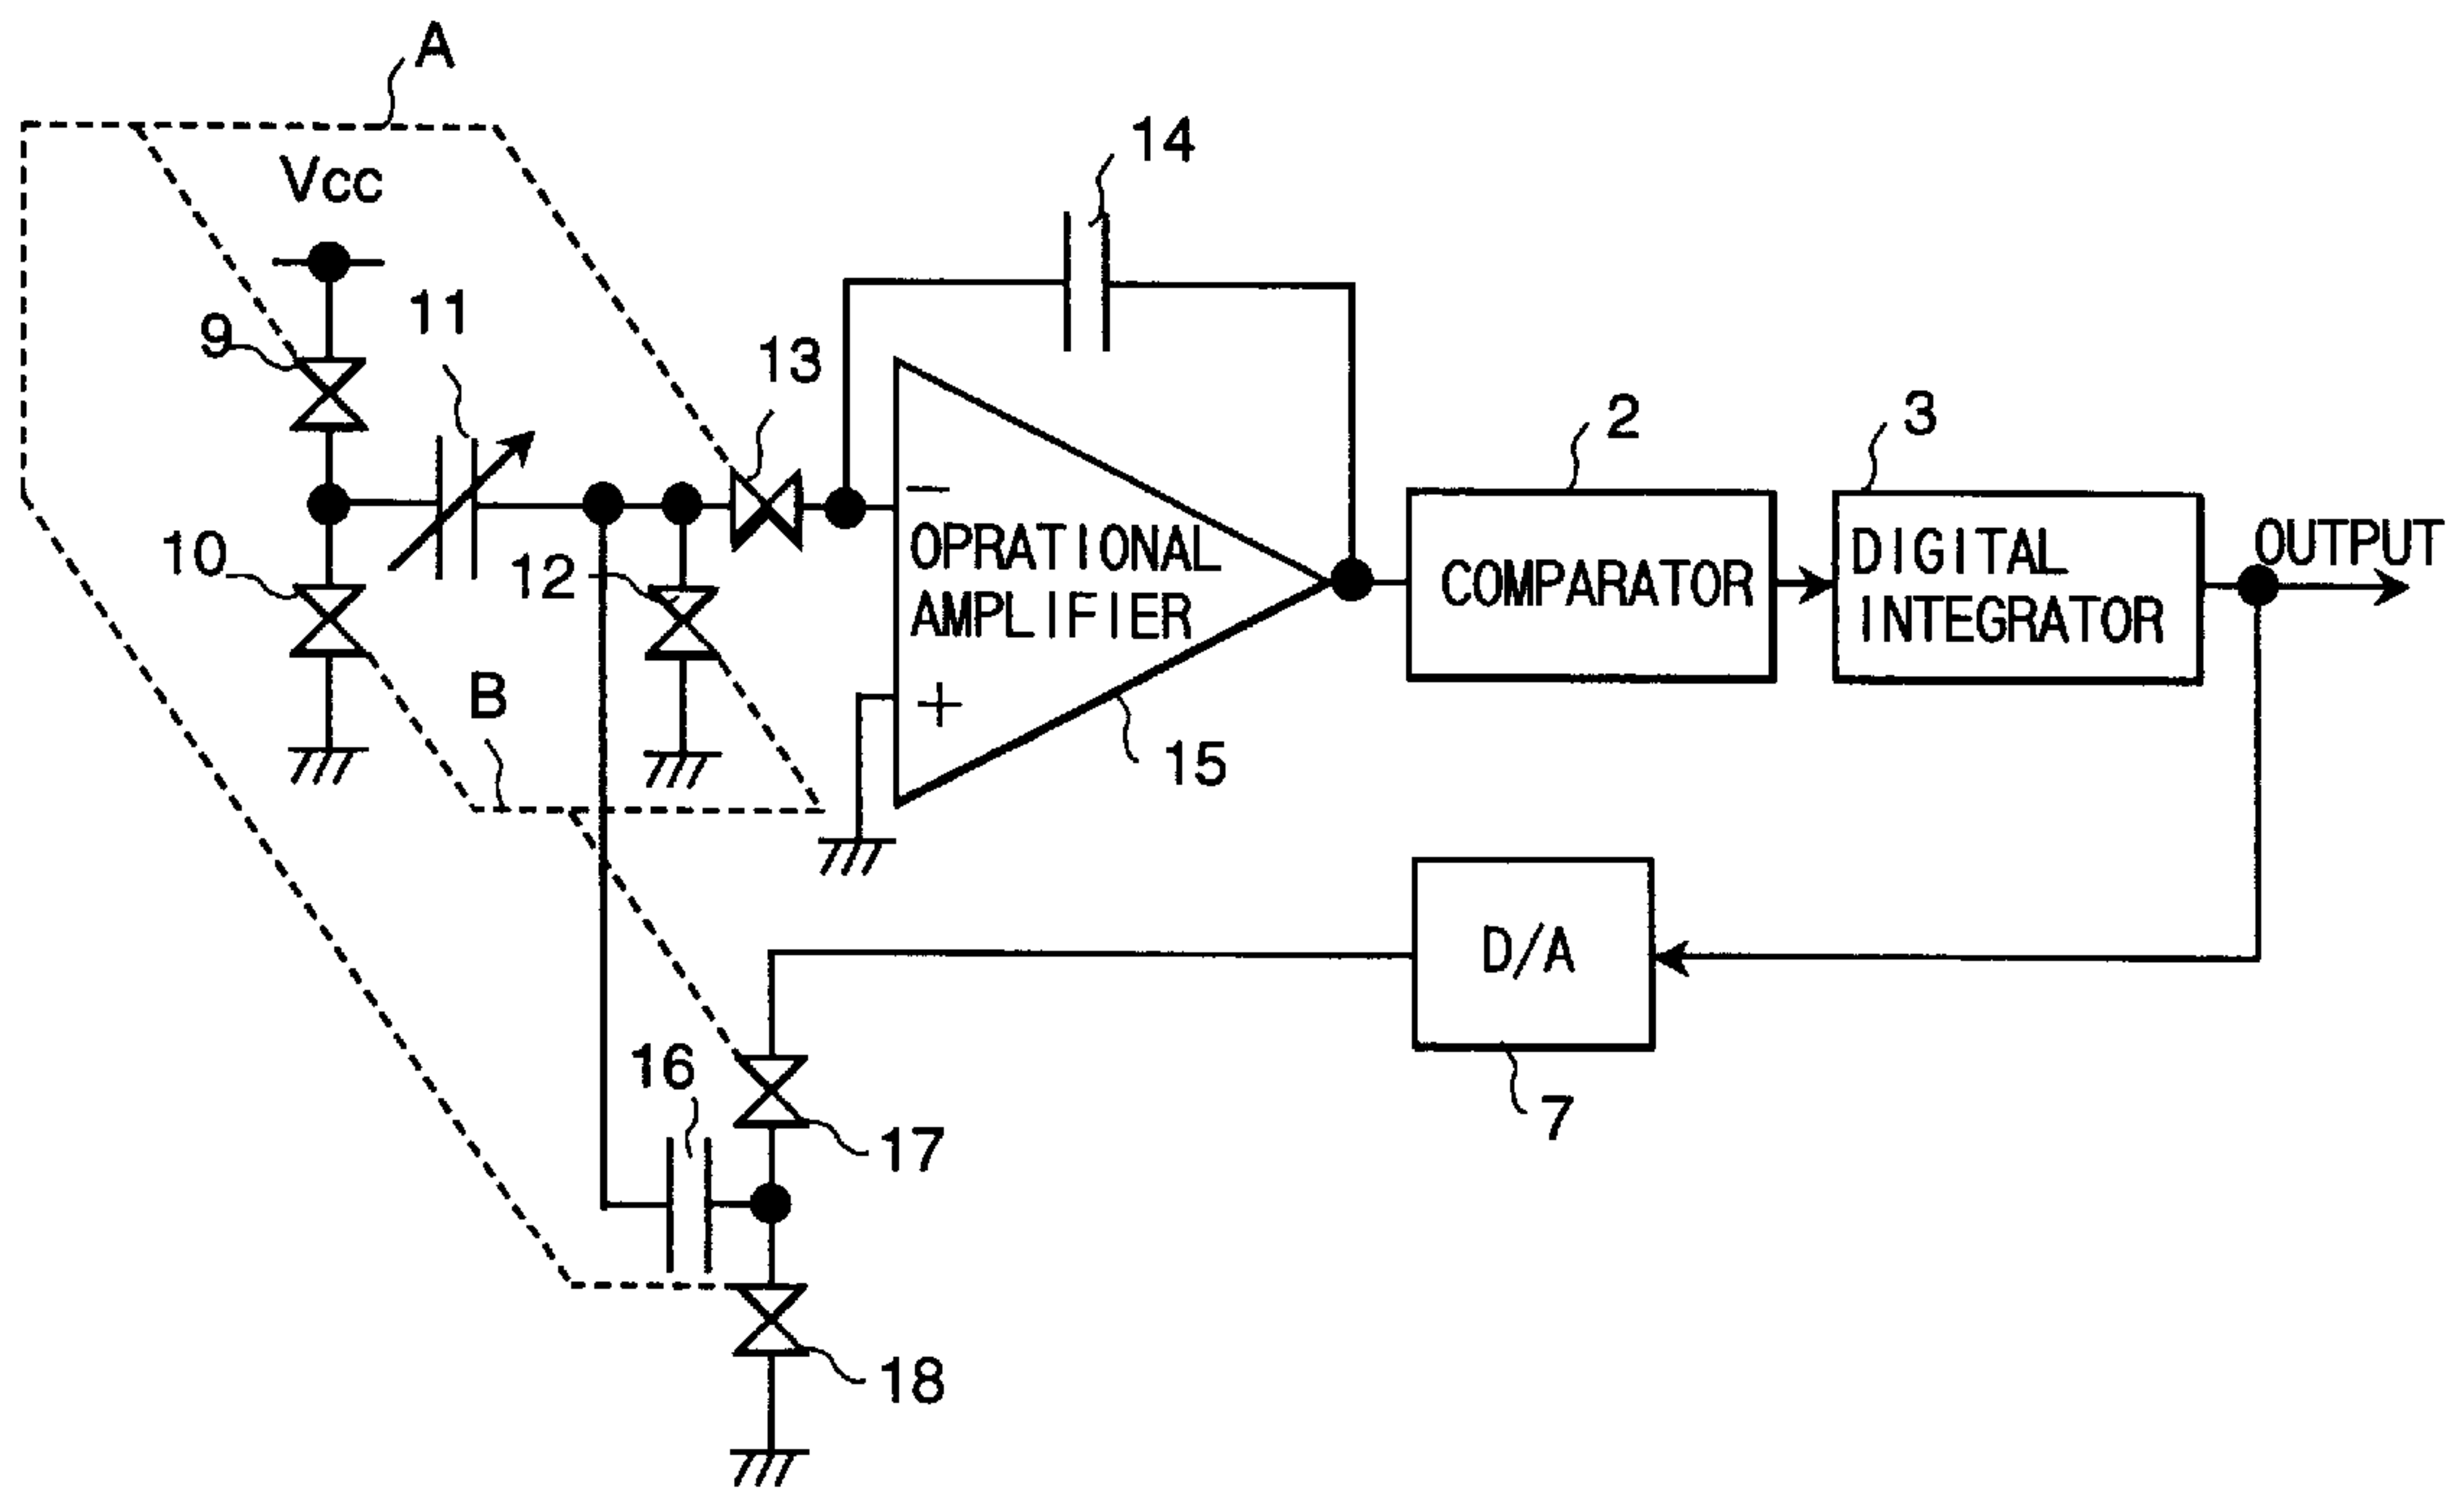 A
Vcc
14
11
9
13
2
3
−
OPRATIONAL
AMPLIFIER
+
10
12
COMPARATOR
DIGITAL
INTEGRATOR
OUTPUT
B
15
D/A
16
7
17
18